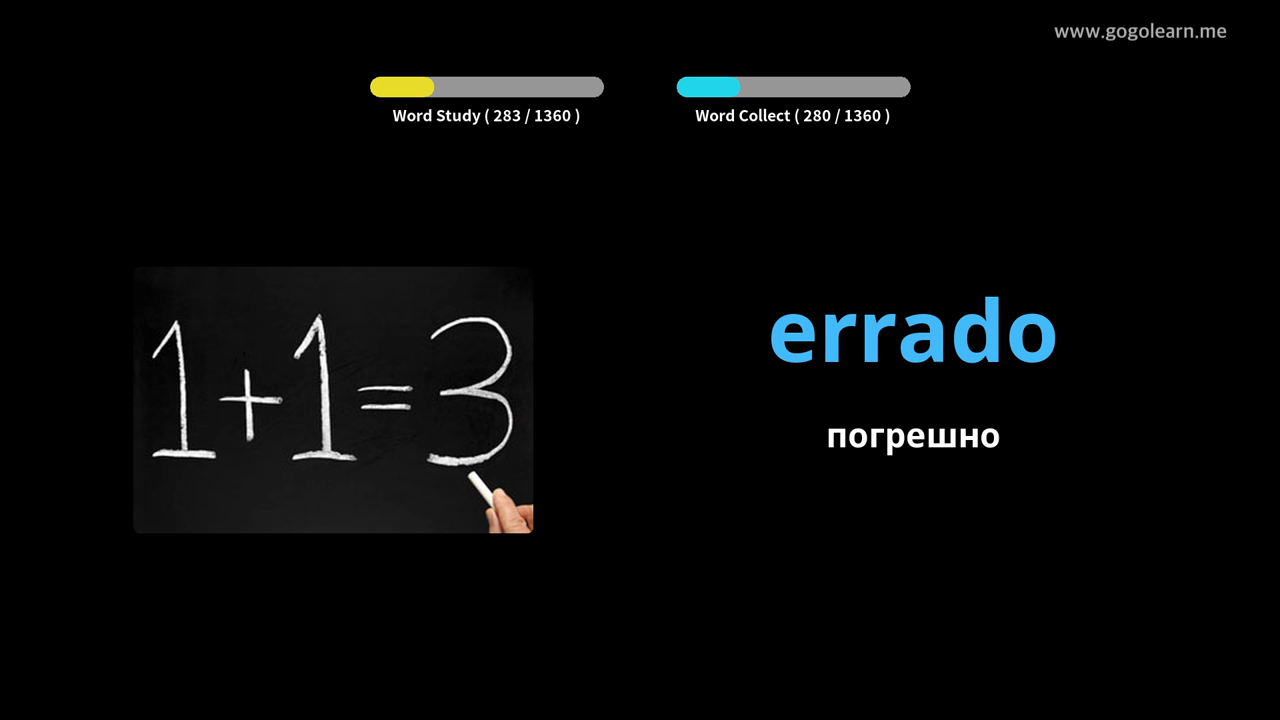 www.gogolearn.me
Word Study ( 283 / 1360 )
Word Collect ( 280 / 1360 )
1+1=3
errado
погрешно